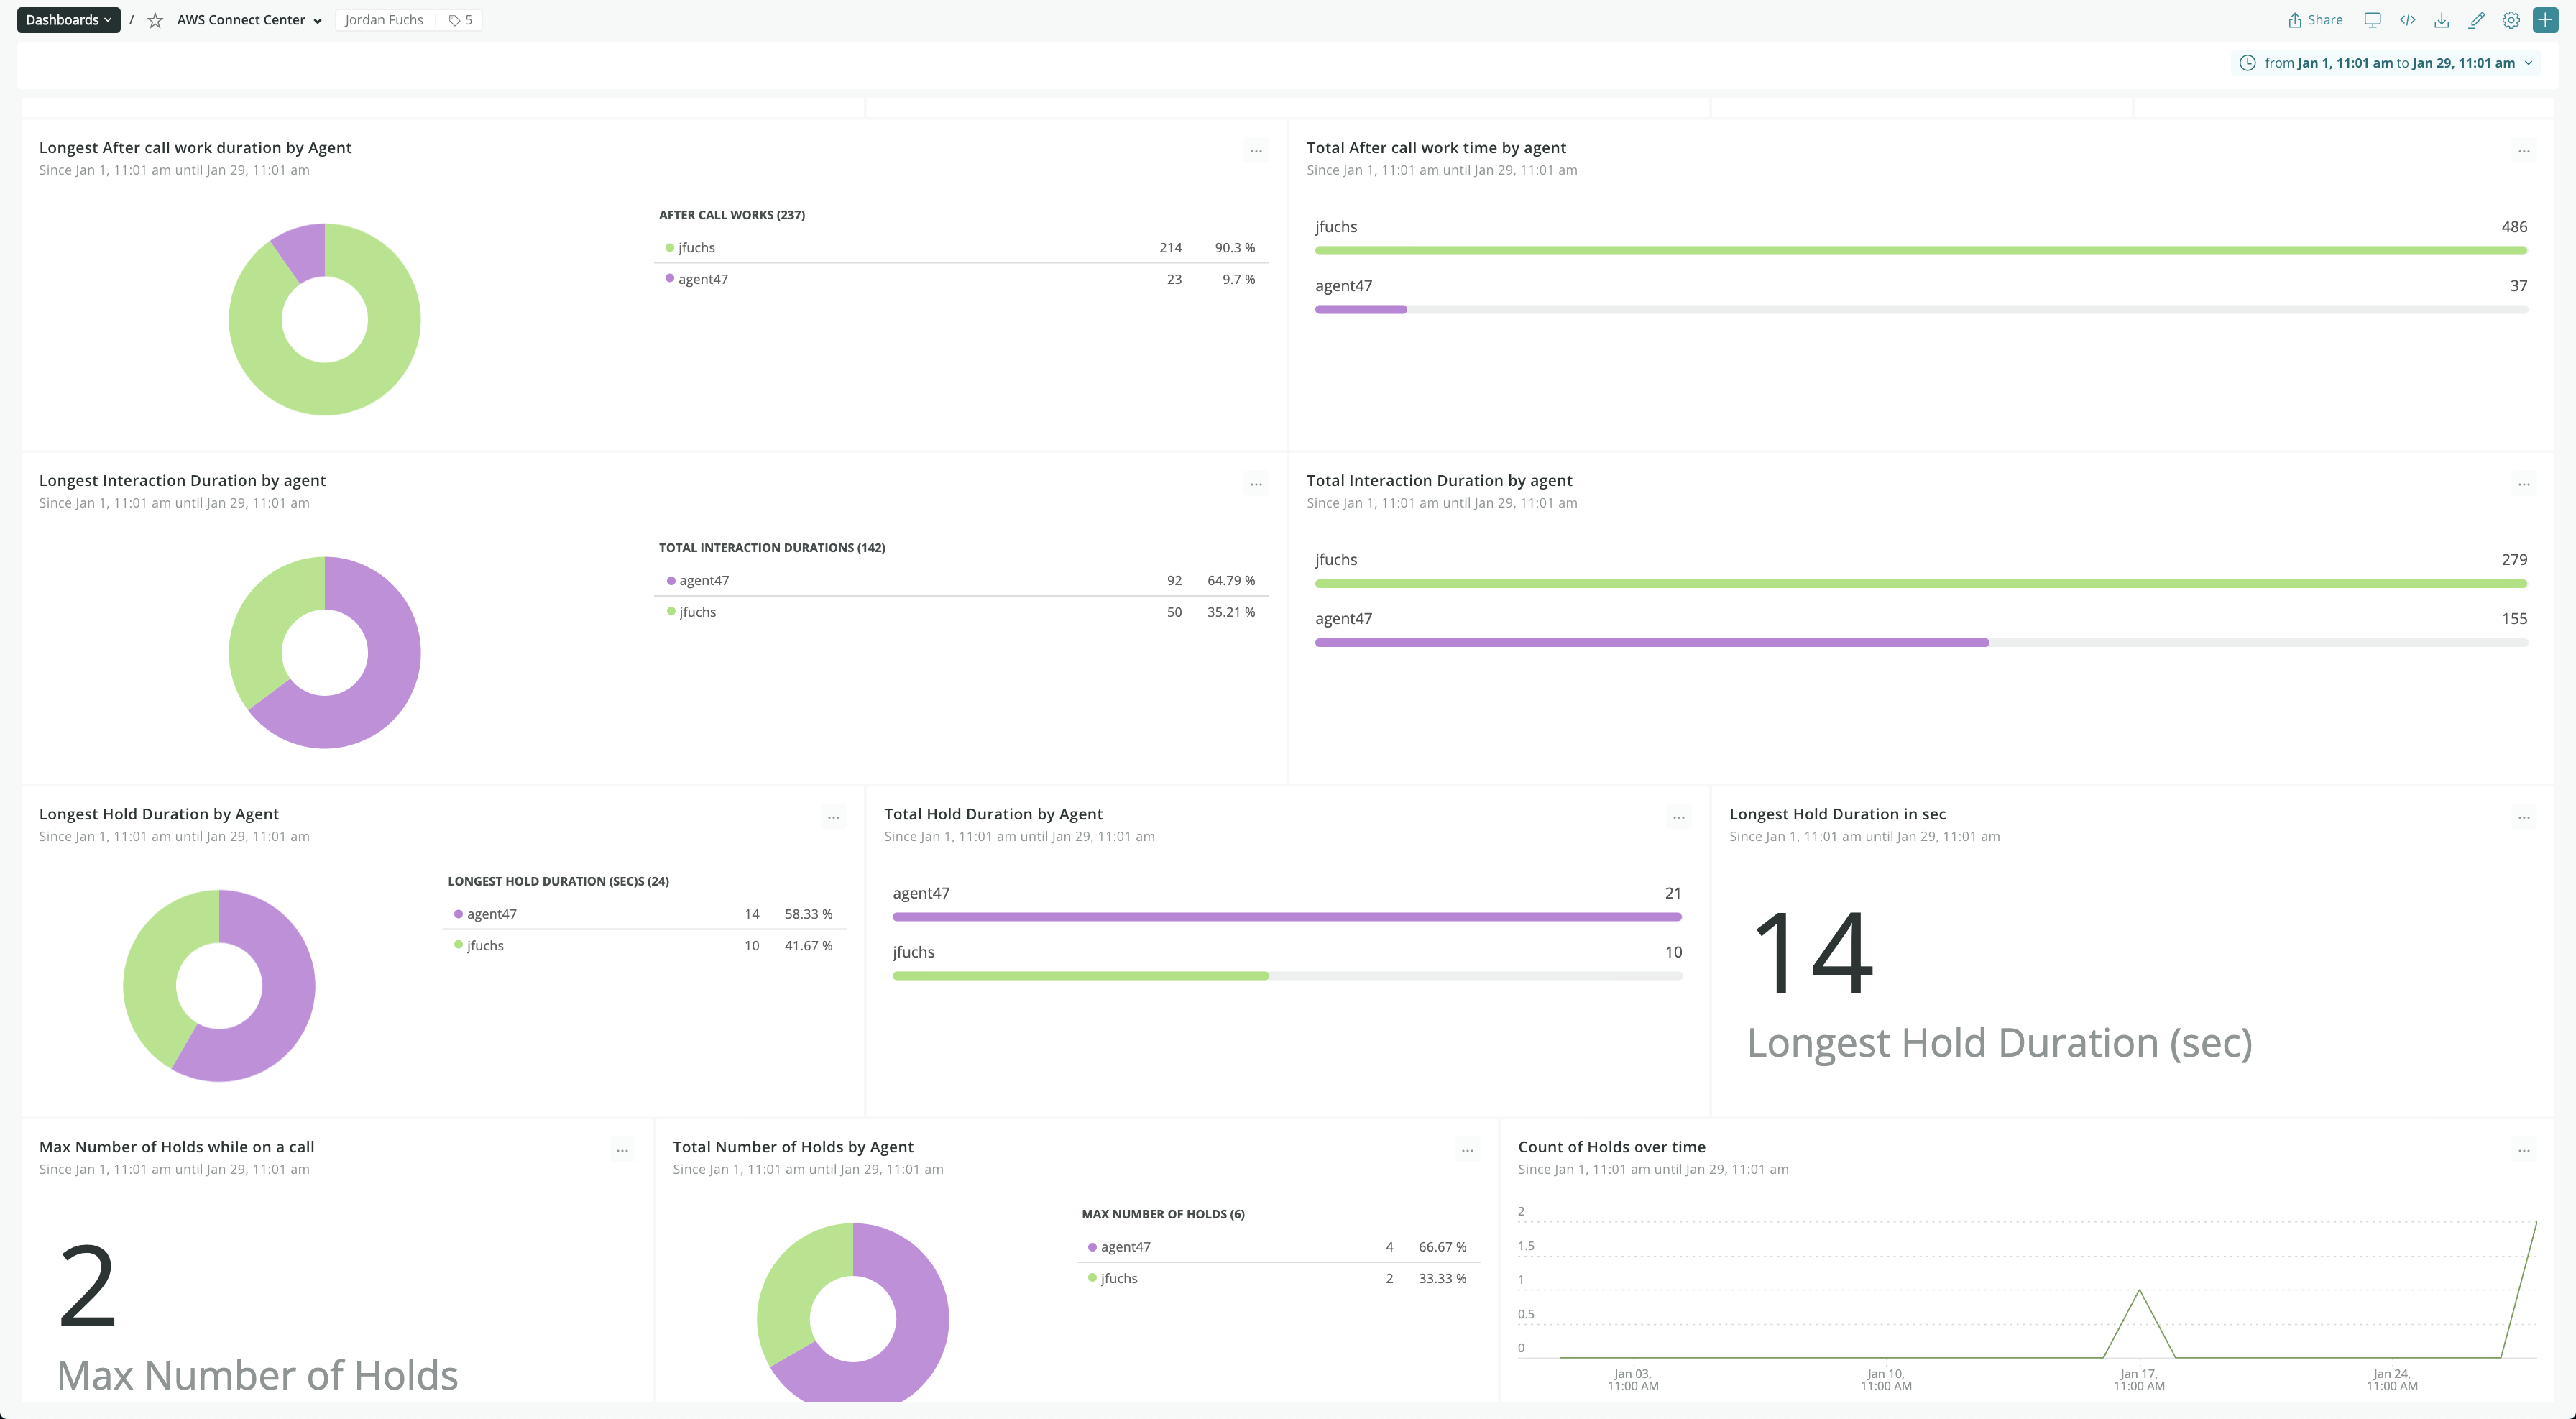 Dashboards / AWS Connect Center Jordan Fuchs 5 Share
from Jan 1, 11:01 am to Jan 29, 11:01 am
Longest After call work duration by Agent
Since Jan 1, 11:01 am until Jan 29, 11:01 am
AFTER CALL WORKS (237)
jfuchs 214 90.3 %
agent47 23 9.7 %
Total After call work time by agent
Since Jan 1, 11:01 am until Jan 29, 11:01 am
jfuchs 486
agent47 37
Longest Interaction Duration by agent
Since Jan 1, 11:01 am until Jan 29, 11:01 am
TOTAL INTERACTION DURATIONS (142)
agent47 92 64.79 %
jfuchs 50 35.21 %
Total Interaction Duration by agent
Since Jan 1, 11:01 am until Jan 29, 11:01 am
jfuchs 279
agent47 155
Longest Hold Duration by Agent
Since Jan 1, 11:01 am until Jan 29, 11:01 am
LONGEST HOLD DURATION (SEC)S (24)
agent47 14 58.33 %
jfuchs 10 41.67 %
Total Hold Duration by Agent
Since Jan 1, 11:01 am until Jan 29, 11:01 am
agent47 21
jfuchs 10
Longest Hold Duration in sec
Since Jan 1, 11:01 am until Jan 29, 11:01 am
14
Longest Hold Duration (sec)
Max Number of Holds while on a call
Since Jan 1, 11:01 am until Jan 29, 11:01 am
2
Max Number of Holds
Total Number of Holds by Agent
Since Jan 1, 11:01 am until Jan 29, 11:01 am
MAX NUMBER OF HOLDS (6)
agent47 4 66.67 %
jfuchs 2 33.33 %
Count of Holds over time
Since Jan 1, 11:01 am until Jan 29, 11:01 am
2
1.5
1
0.5
0
Jan 03, Jan 10, Jan 17, Jan 24,
11:00 AM 11:00 AM 11:00 AM 11:00 AM